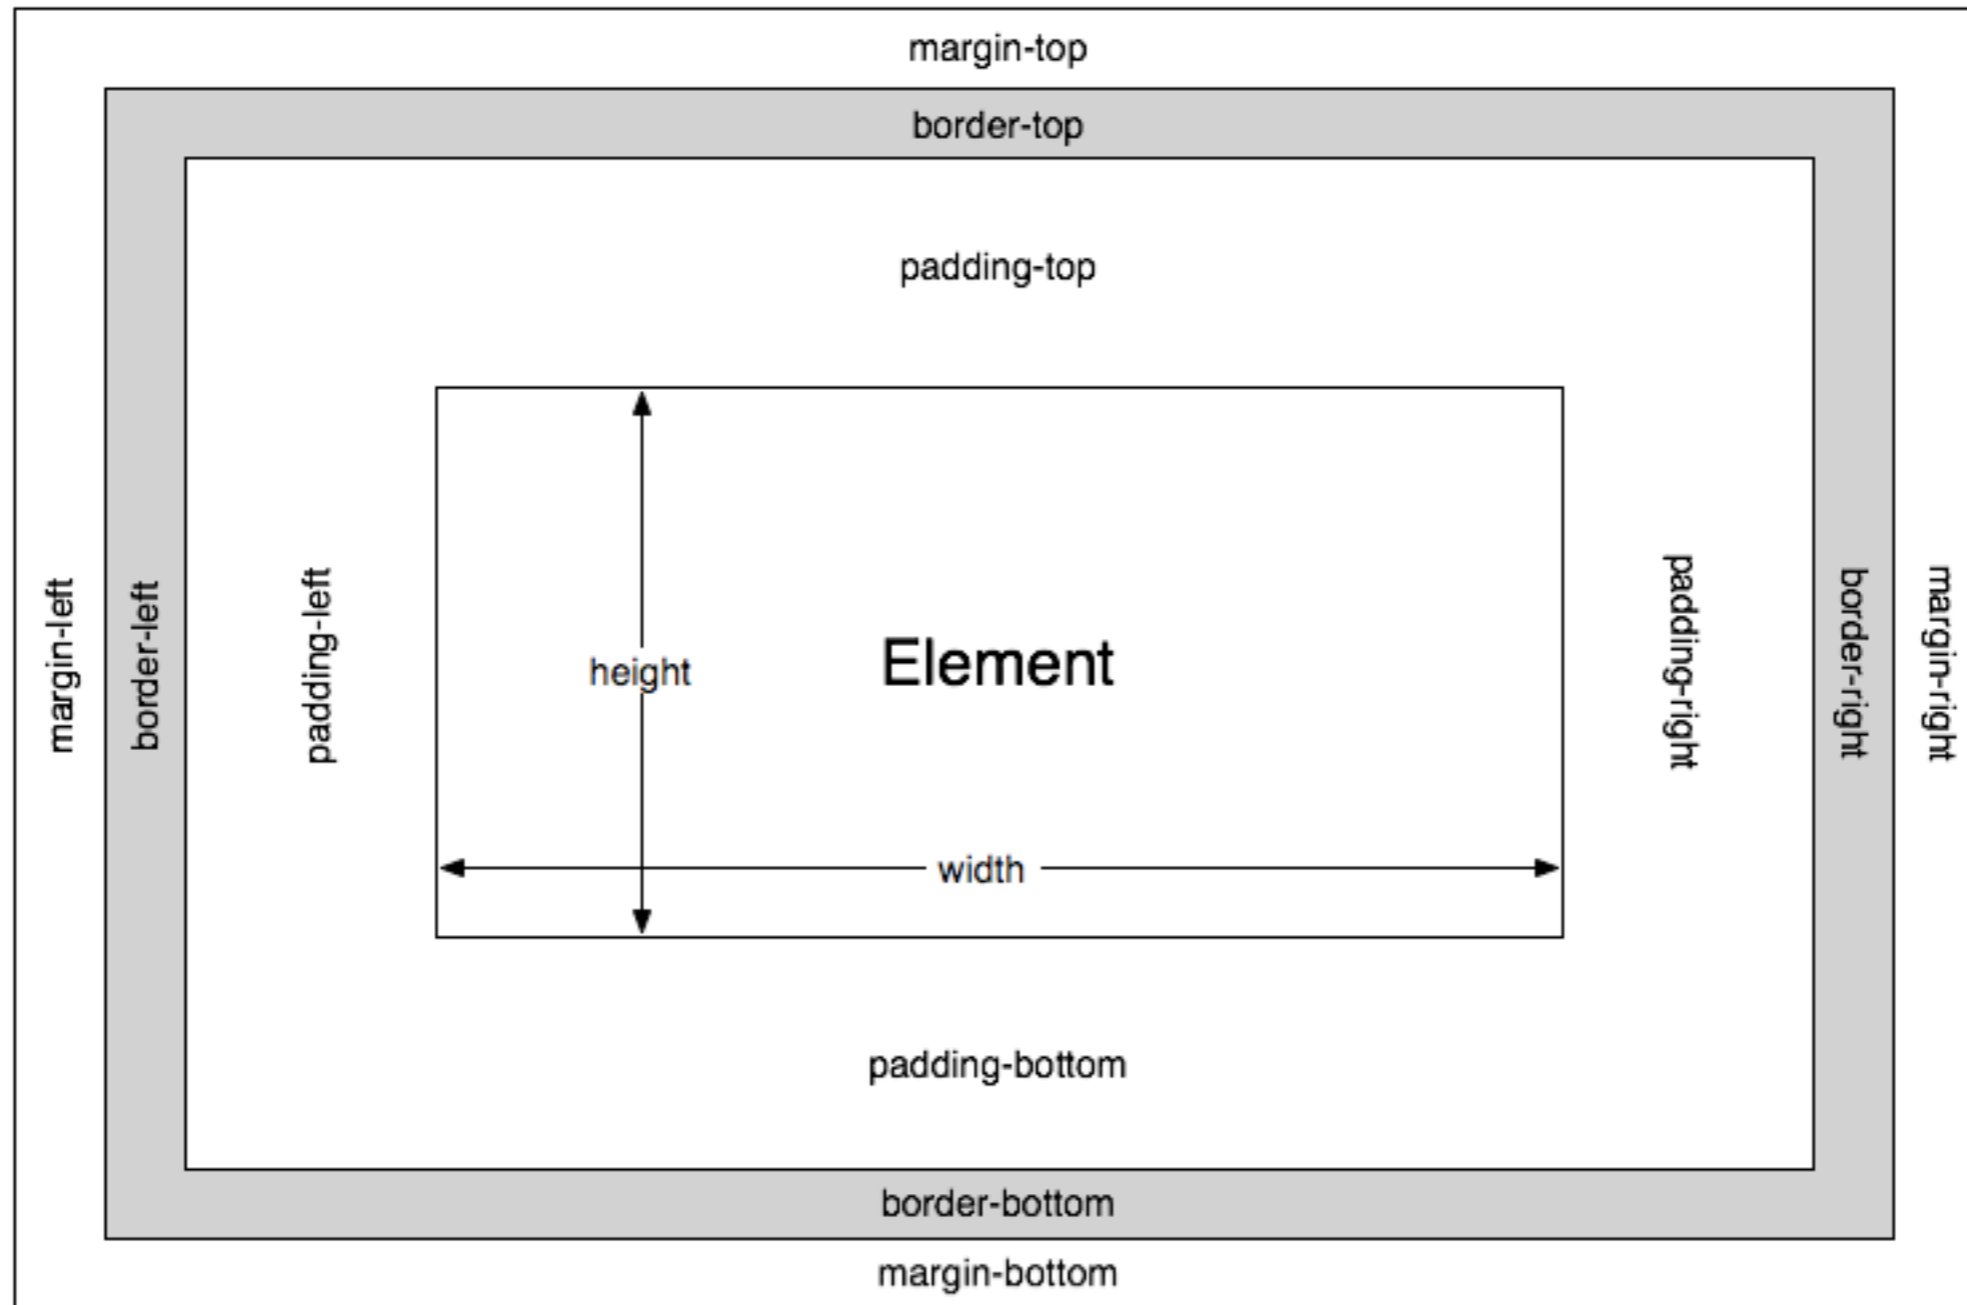 margin-top
border-top
padding-top
margin-left
border-left
padding-left
height
Element
padding-right
border-right
margin-right
width
padding-bottom
border-bottom
margin-bottom